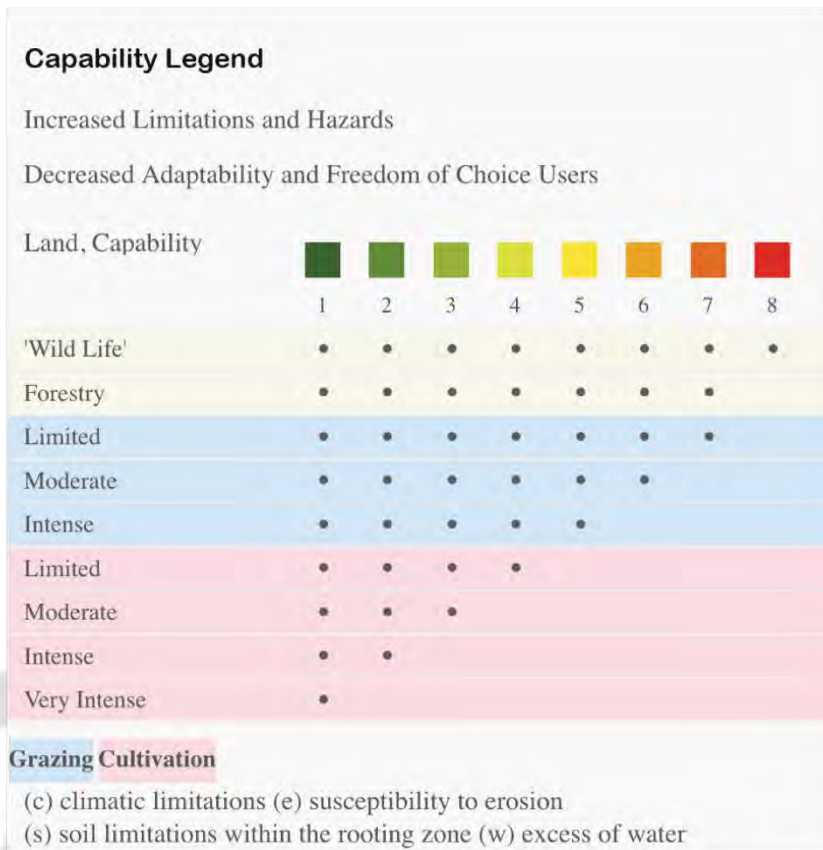 Capability Legend
Increased Limitations and Hazards
Decreased Adaptability and Freedom of Choice Users
Land, Capability
1 2 3 4 5 6 7 8
'Wild Life' • • • • • • • •
Forestry • • • • • • •
Limited • • • • • • •
Moderate • • • • • •
Intense • • • • •
Limited • • • •
Moderate • • •
Intense • •
Very Intense •
Grazing Cultivation
(c) climatic limitations (e) susceptibility to erosion
(s) soil limitations within the rooting zone (w) excess of water